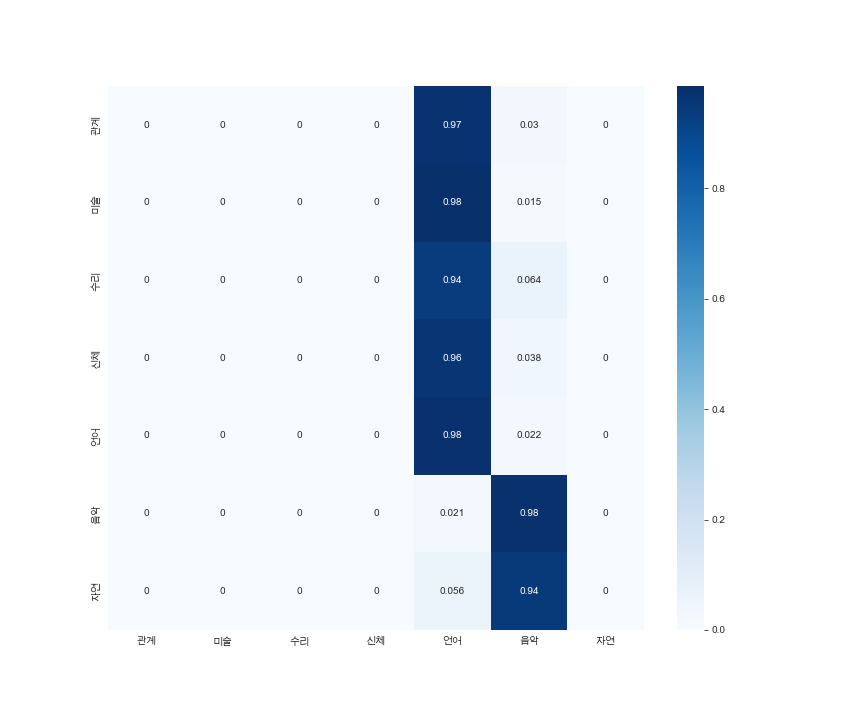 관계 0 0 0 0 0.97 0.03 0
미술 0 0 0 0 0.98 0.015 0
수리 0 0 0 0 0.94 0.064 0
신체 0 0 0 0 0.96 0.038 0
언어 0 0 0 0 0.98 0.022 0
음악 0 0 0 0 0.021 0.98 0
자연 0 0 0 0 0.056 0.94 0
관계 미술 수리 신체 언어 음악 자연
0.8
0.6
0.4
0.2
0.0